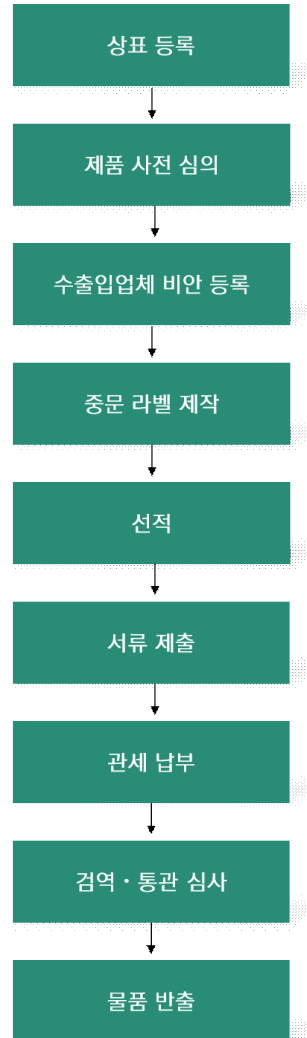 상표 등록
제품 사전 심의
수출입업체 비안 등록
중문 라벨 제작
선적
서류 제출
관세 납부
검역・통관 심사
물품 반출